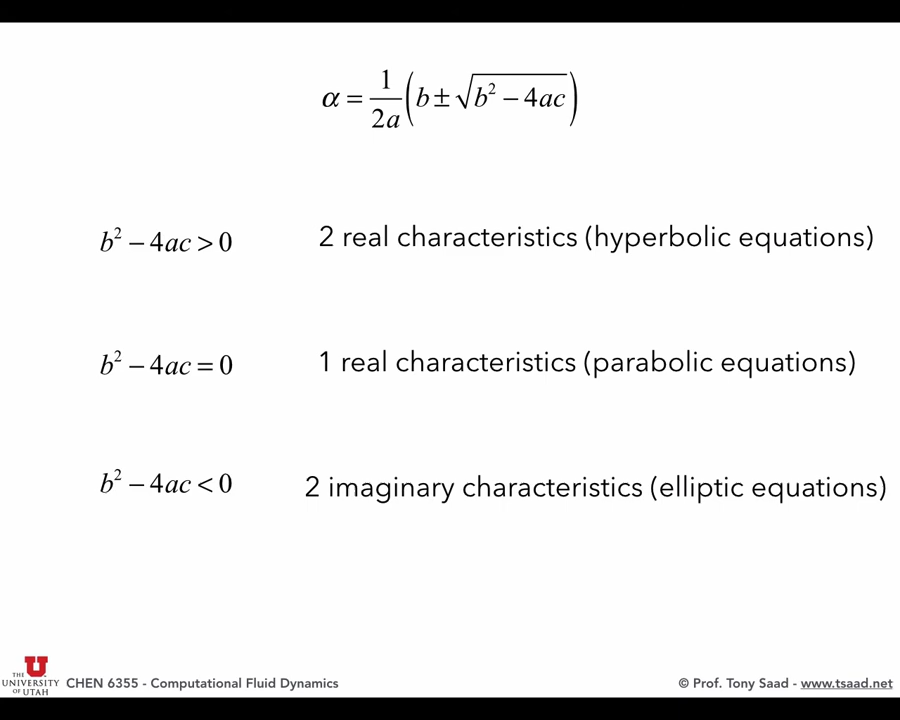 α = 1/2a (b ± √(b² − 4ac))
b² − 4ac > 0 2 real characteristics (hyperbolic equations)
b² − 4ac = 0 1 real characteristics (parabolic equations)
b² − 4ac < 0 2 imaginary characteristics (elliptic equations)
U
THE
UNIVERSITY
OF UTAH
CHEN 6355 - Computational Fluid Dynamics
© Prof. Tony Saad - www.tsaad.net